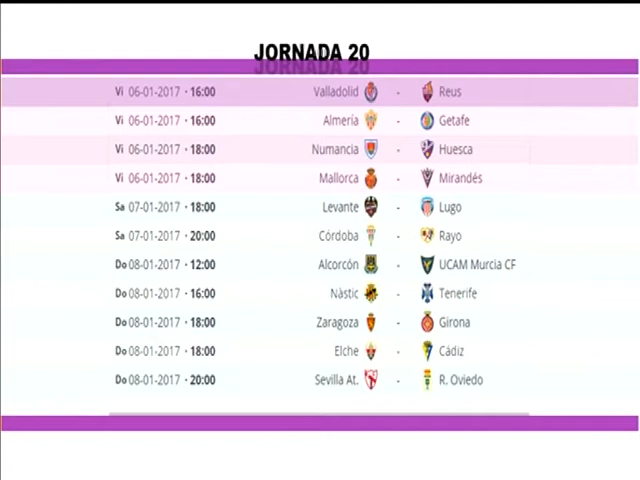 JORNADA 20
Vi 06-01-2017 · 16:00 Valladolid - Reus
Vi 06-01-2017 · 16:00 Almería - Getafe
Vi 06-01-2017 · 18:00 Numancia - Huesca
Vi 06-01-2017 · 18:00 Mallorca - Mirandés
Sa 07-01-2017 · 18:00 Levante - Lugo
Sa 07-01-2017 · 20:00 Córdoba - Rayo
Do 08-01-2017 · 12:00 Alcorcón - UCAM Murcia CF
Do 08-01-2017 · 16:00 Nàstic - Tenerife
Do 08-01-2017 · 18:00 Zaragoza - Girona
Do 08-01-2017 · 18:00 Elche - Cádiz
Do 08-01-2017 · 20:00 Sevilla At. - R. Oviedo